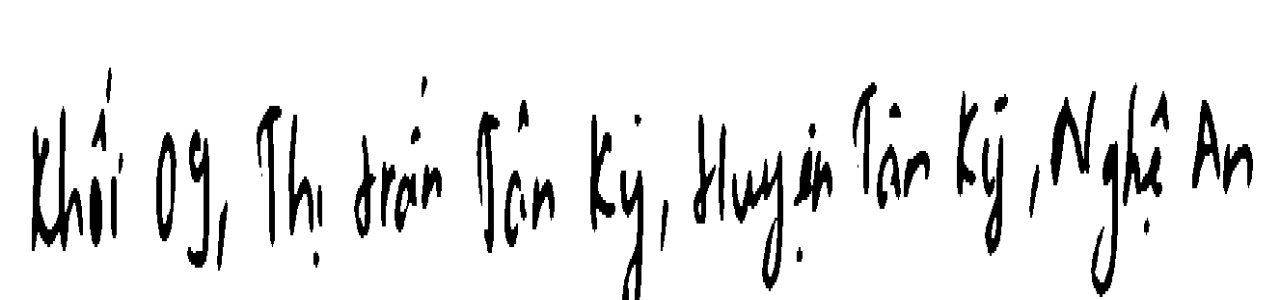 Khối 09, Thị trấn Tân Kỳ, Huyện Tân Kỳ, Nghệ An